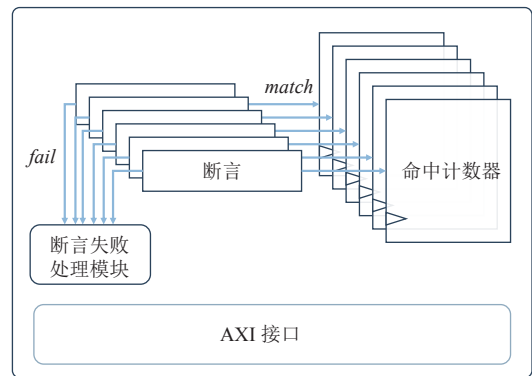 match
fail
断言
命中计数器
断言失败
处理模块
AXI 接口